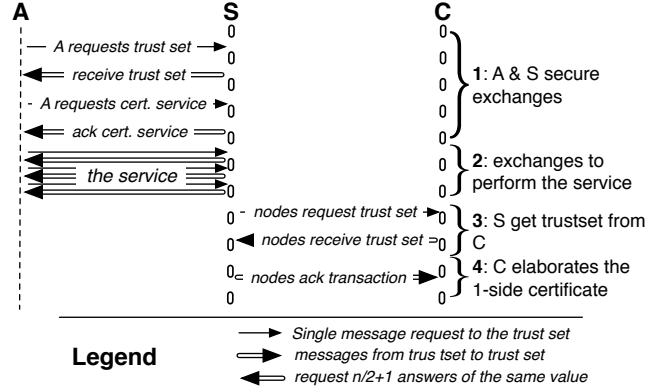 A S C
A requests trust set
receive trust set
A requests cert. service
ack cert. service
1: A & S secure
exchanges
the service
2: exchanges to
perform the service
nodes request trust set
nodes receive trust set
3: S get trustset from
C
nodes ack transaction
4: C elaborates the
1-side certificate
Legend
Single message request to the trust set
messages from trus tset to trust set
request n/2+1 answers of the same value